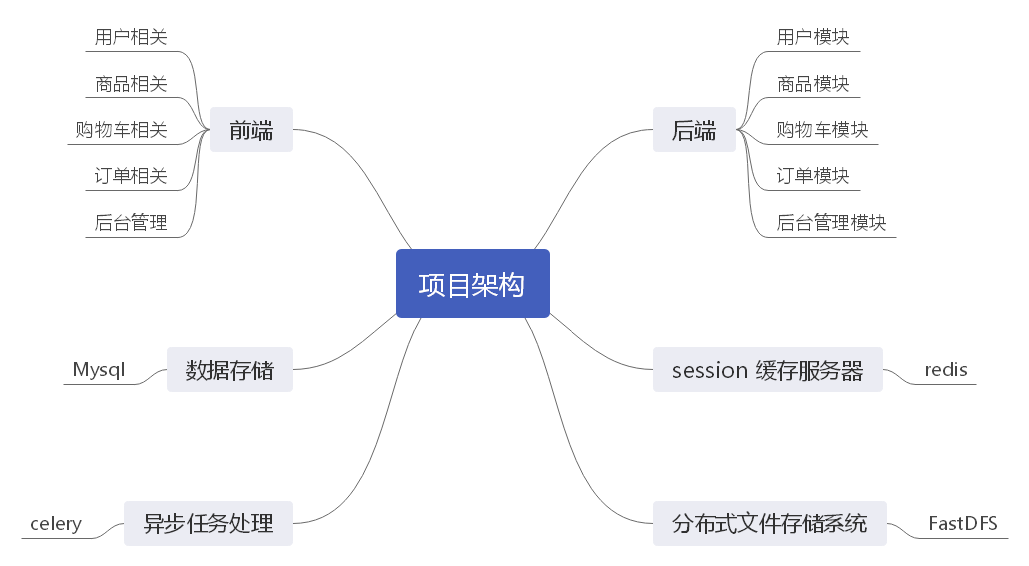 用户相关
商品相关
购物车相关
订单相关
后台管理
前端
用户模块
商品模块
购物车模块
订单模块
后台管理模块
后端
项目架构
Mysql
数据存储
session 缓存服务器
redis
celery
异步任务处理
分布式文件存储系统
FastDFS